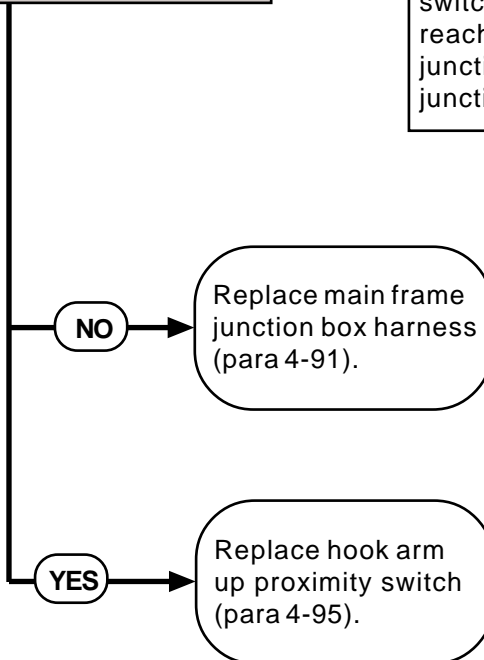 switc
reach
juncti
juncti
NO
Replace main frame
junction box harness
(para 4-91).
YES
Replace hook arm
up proximity switch
(para 4-95).